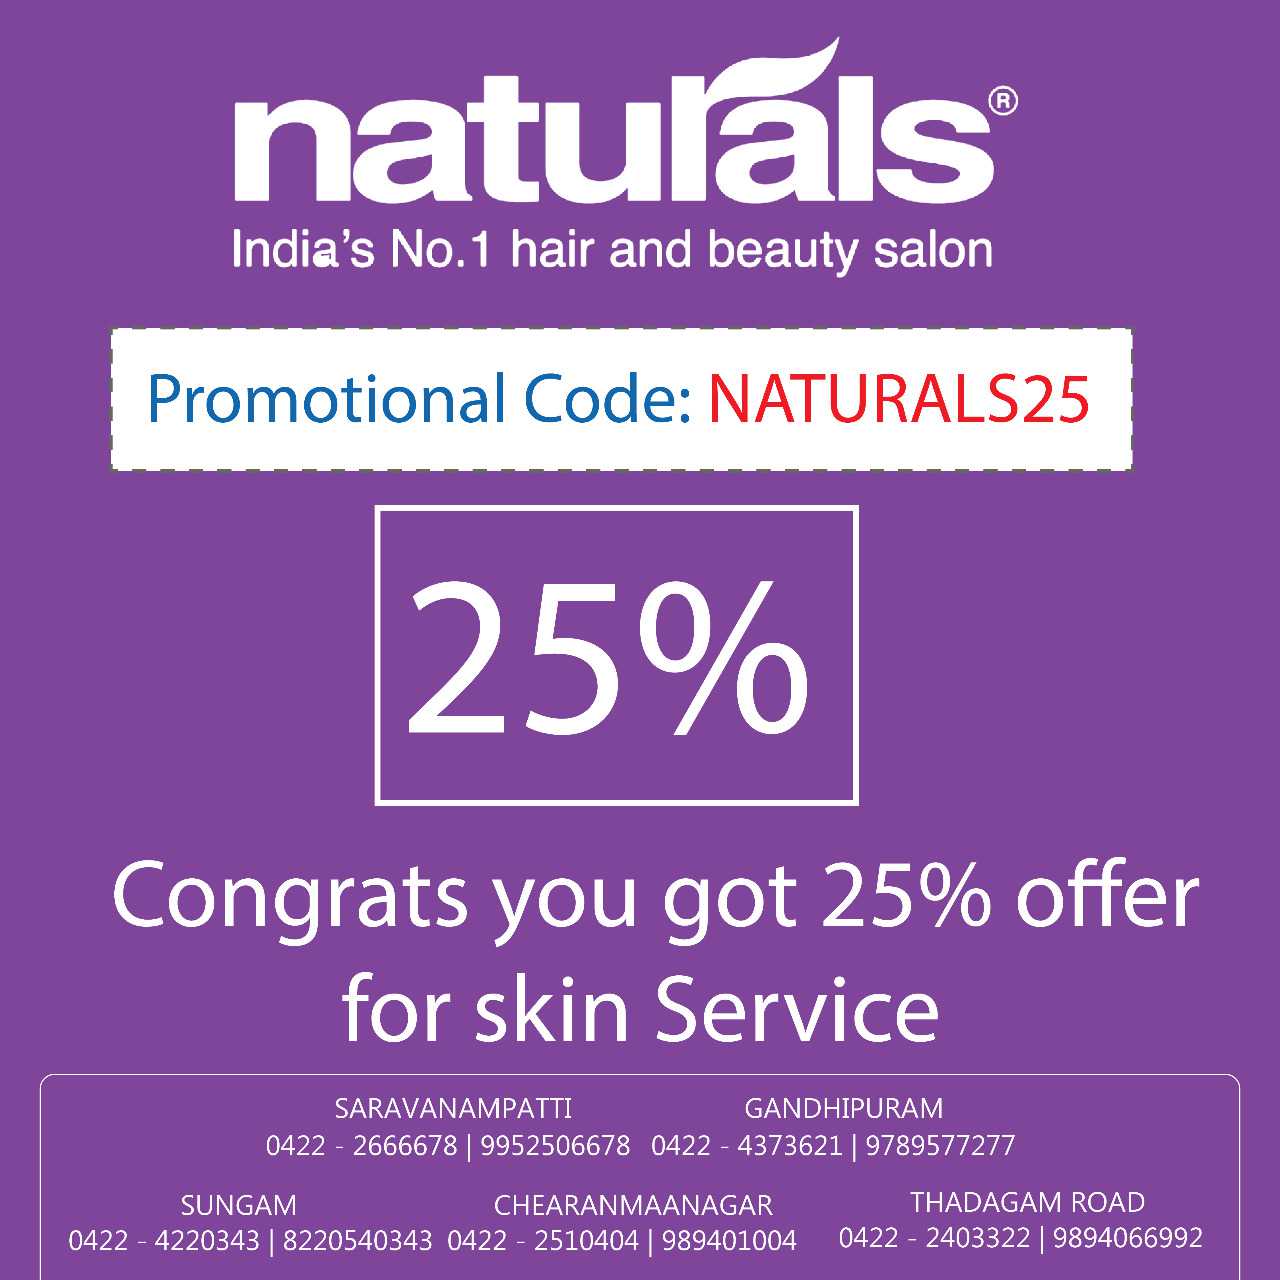 naturals®
India's No.1 hair and beauty salon
Promotional Code: NATURALS25
25%
Congrats you got 25% offer
for skin Service
SARAVANAMPATTI GANDHIPURAM
0422 - 2666678 | 9952506678 0422 - 4373621 | 9789577277
SUNGAM CHEARANMAANAGAR THADAGAM ROAD
0422 - 4220343 | 8220540343 0422 - 2510404 | 989401004 0422 - 2403322 | 9894066992